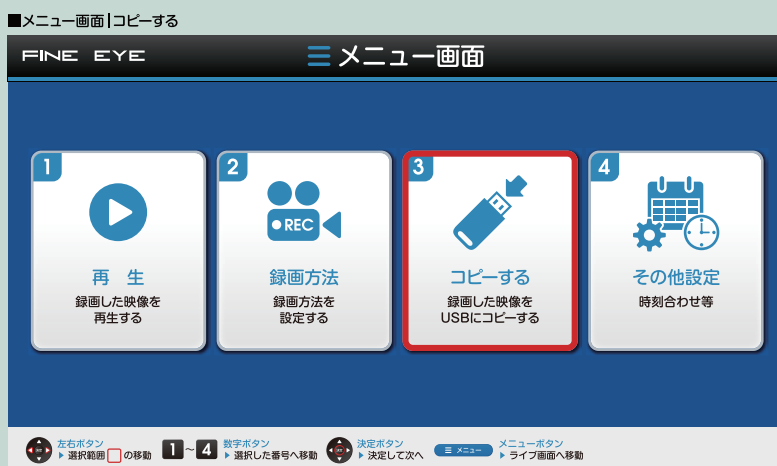 ■メニュー画面|コピーする
FINE EYE
メニュー画面
1
再 生
録画した映像を
再生する
2
REC
録画方法
録画方法を
設定する
3
コピーする
録画した映像を
USBにコピーする
4
その他設定
時刻合わせ等
左右ボタン
▶ 選択範囲 の移動
1 ~ 4
数字ボタン
▶ 選択した番号へ移動
決定ボタン
▶ 決定して次へ
メニュー
メニューボタン
▶ ライブ画面へ移動